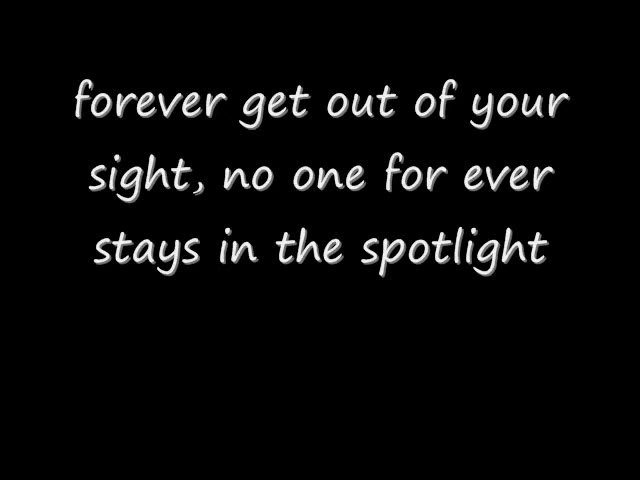 forever get out of your
sight, no one for ever
stays in the spotlight